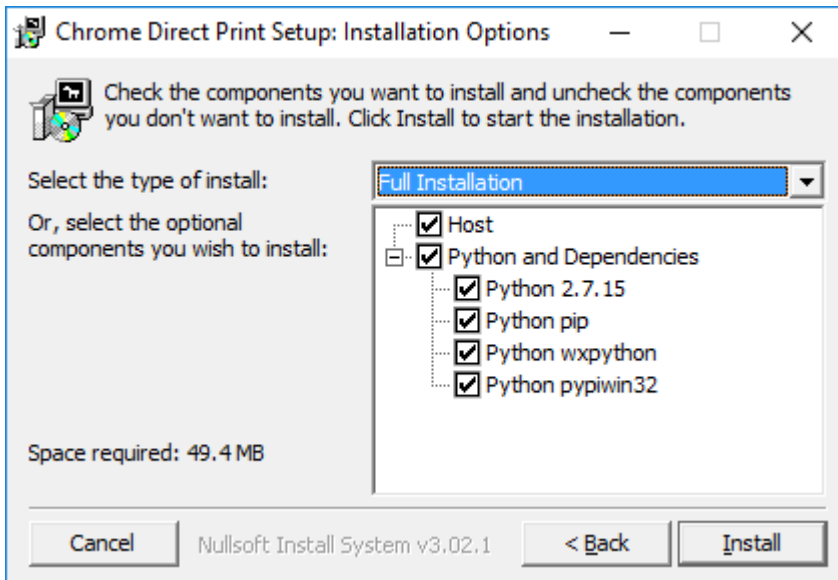 Chrome Direct Print Setup: Installation Options
Check the components you want to install and uncheck the components
you don't want to install. Click Install to start the installation.
Select the type of install:
Full Installation
Or, select the optional
components you wish to install:
Host
Python and Dependencies
Python 2.7.15
Python pip
Python wxpython
Python pypiwin32
Space required: 49.4 MB
Cancel
Nullsoft Install System v3.02.1
< Back
Install